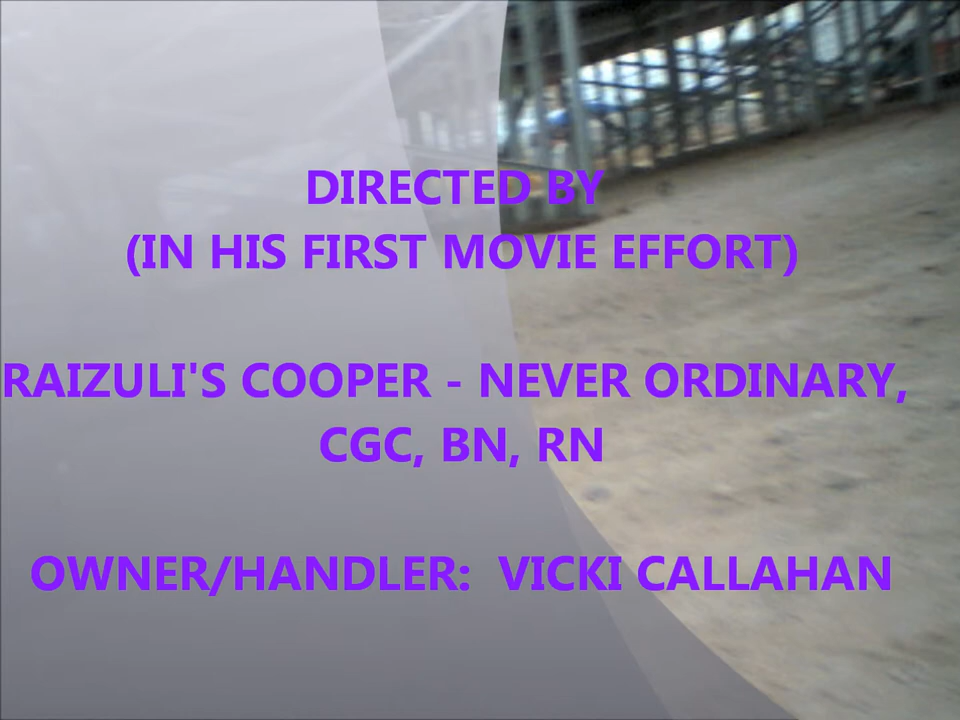 DIRECTED BY
(IN HIS FIRST MOVIE EFFORT)
RAIZULI'S COOPER - NEVER ORDINARY,
CGC, BN, RN
OWNER/HANDLER:  VICKI CALLAHAN